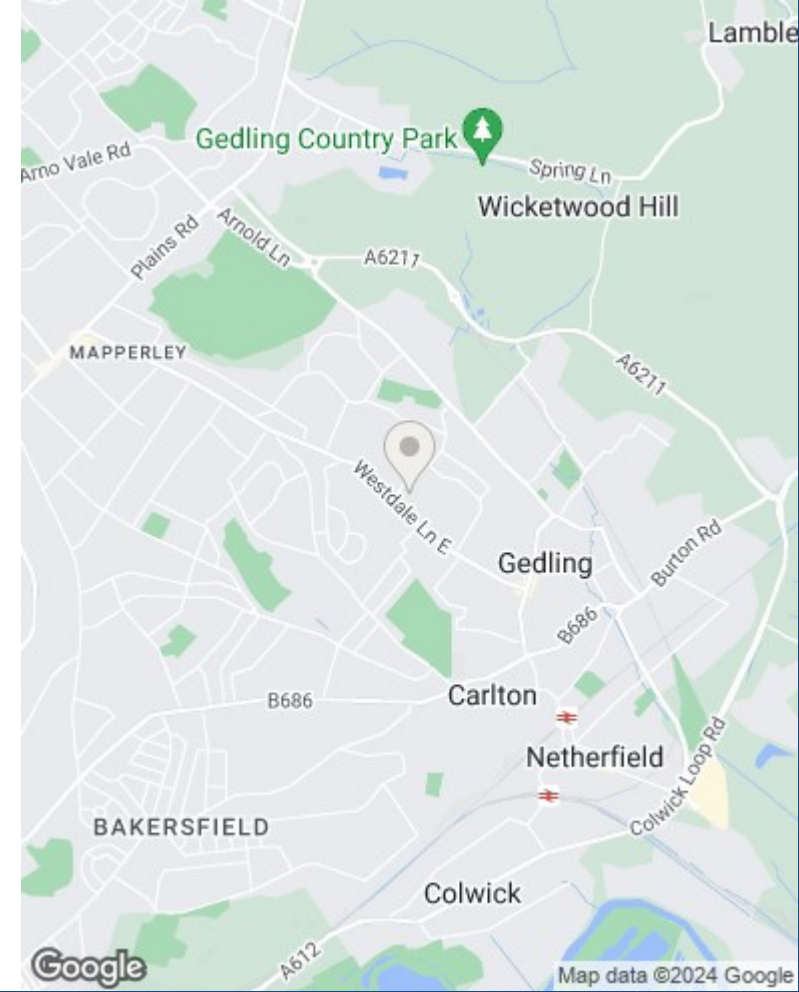 Lamble
Gedling Country Park
Arno Vale Rd
Spring Ln
Wicketwood Hill
Plains Rd
Arnold Ln
A6211
MAPPERLEY
A6211
Westdale Ln E
Gedling
Burton Rd
B686
Carlton
B686
Netherfield
Colwick Loop Rd
BAKERSFIELD
Colwick
A612
Google
Map data ©2024 Google